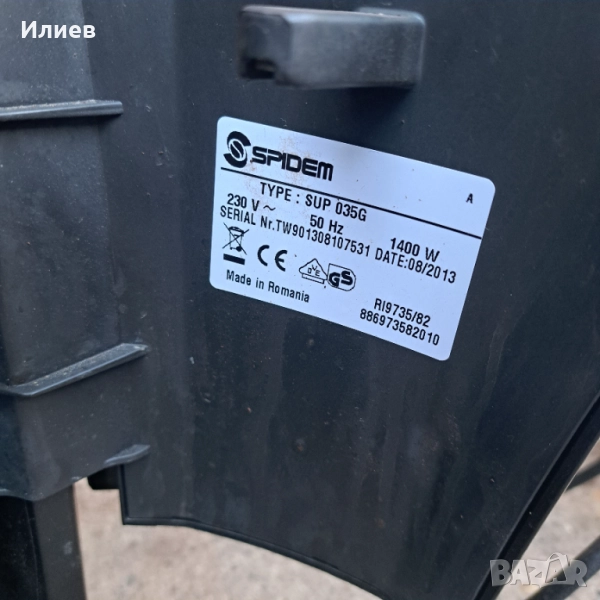 Илиев
SPIDEM
A
TYPE : SUP 035G
230 V ~ 50 Hz 1400 W
SERIAL Nr.TW901308107531 DATE:08/2013
CE GS
Made in Romania
RI9735/82
886973582010
BAZAR